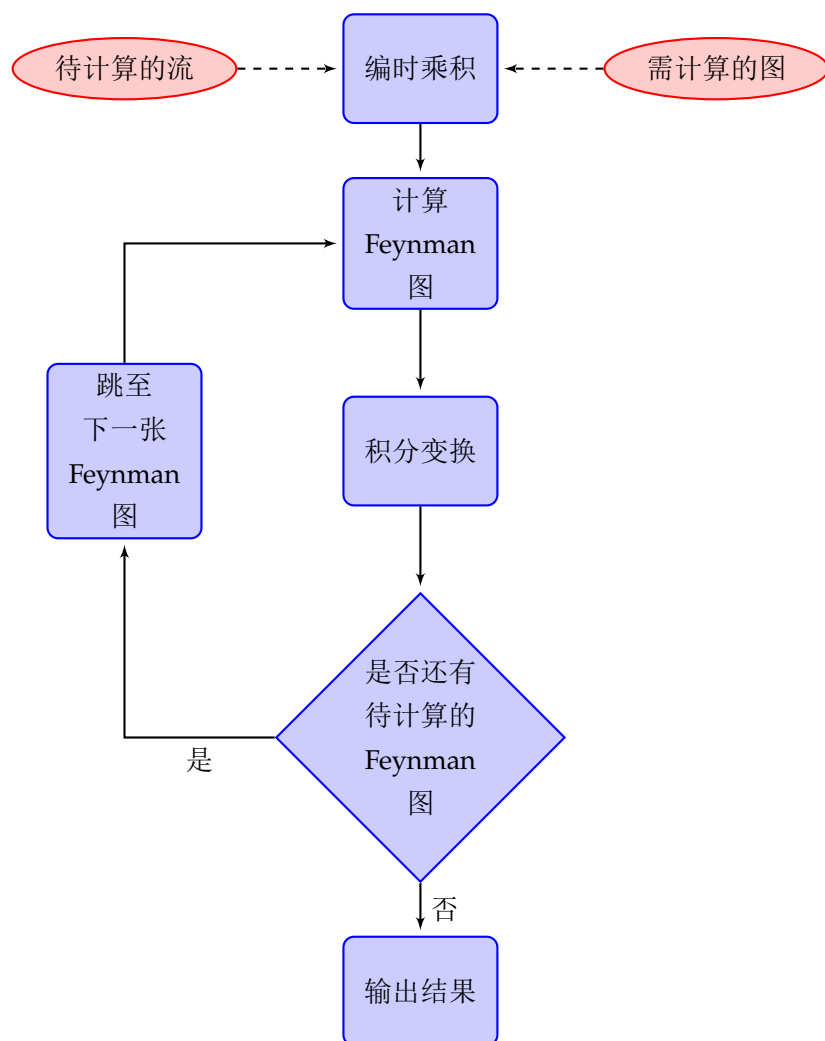 待计算的流
编时乘积
需计算的图
计算
Feynman
图
跳至
下一张
Feynman
图
积分变换
是否还有
待计算的
Feynman
图
是
否
输出结果